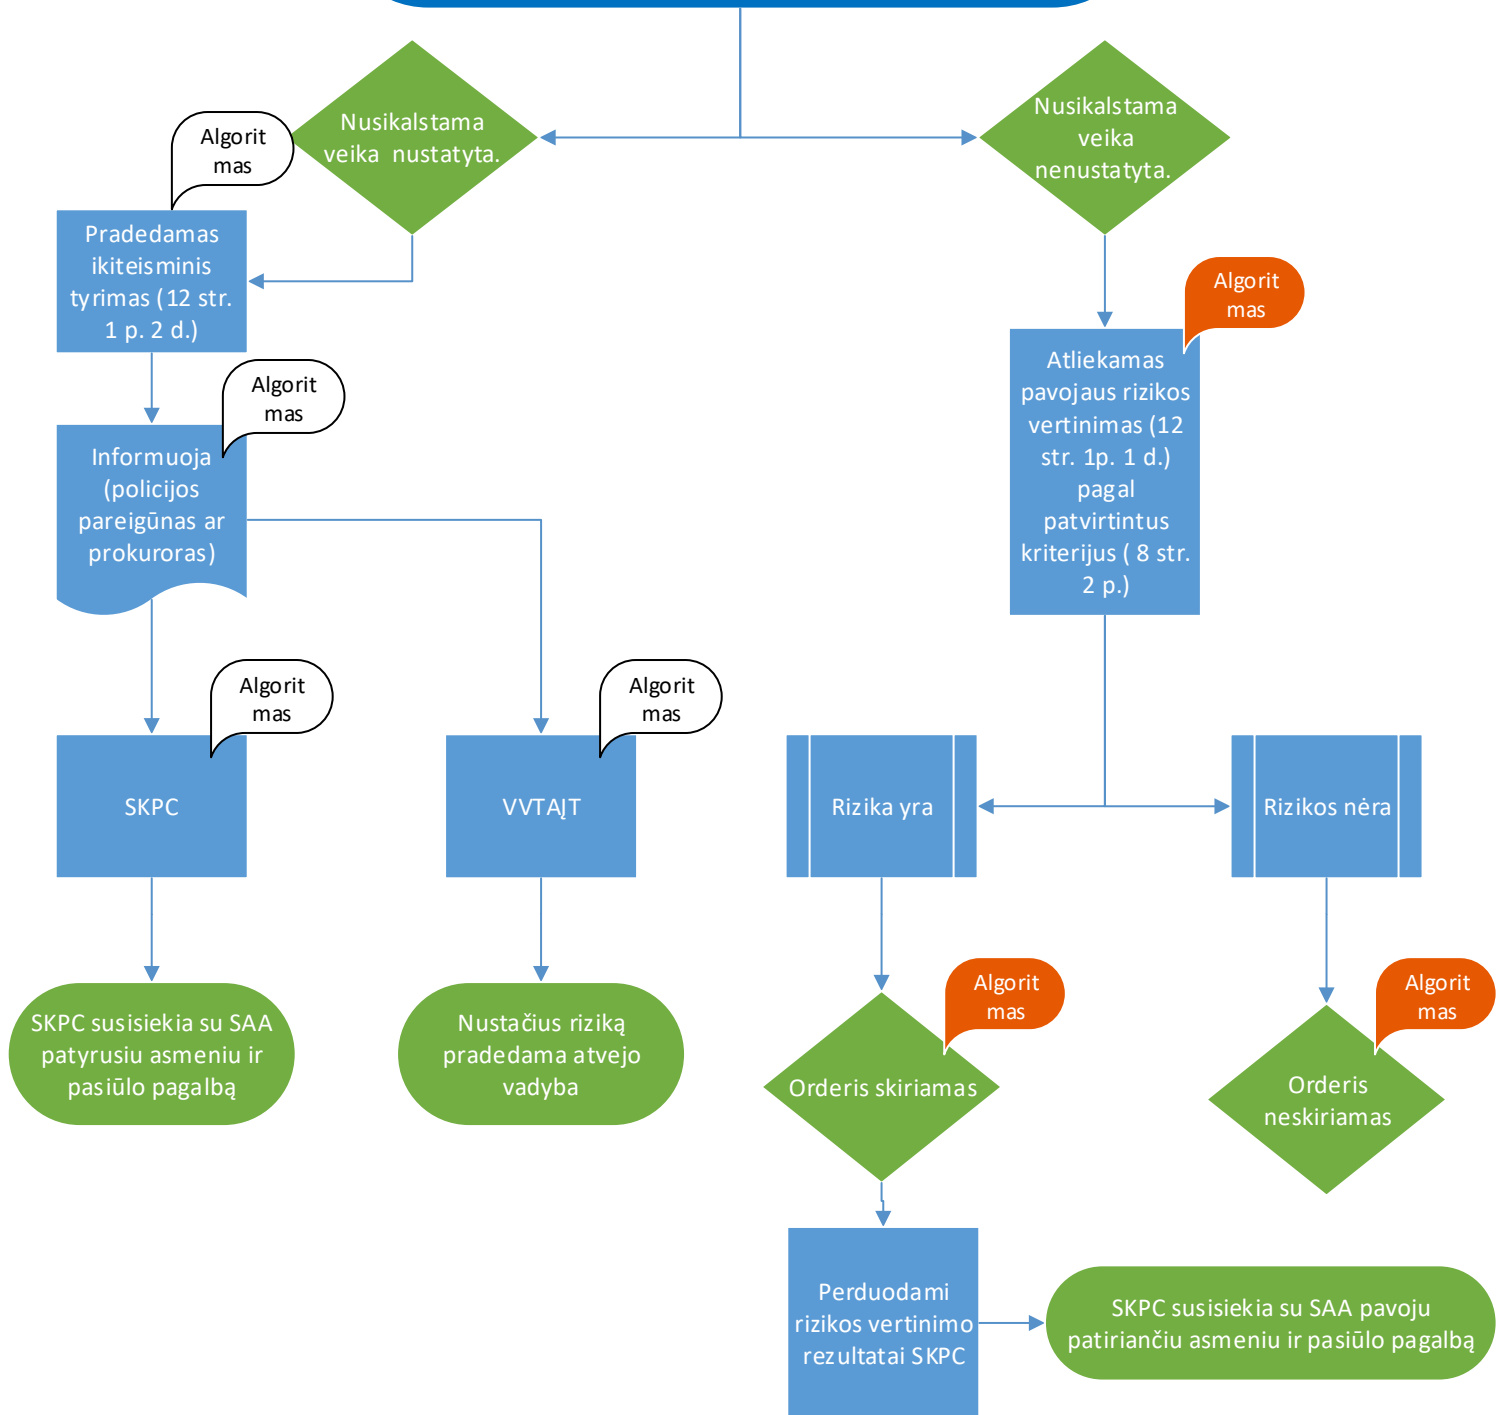 Nusikalstama
veika nustatyta.
Nusikalstama
veika
nenustatyta.
Algorit
mas
Pradedamas
ikiteisminis
tyrimas (12 str.
1 p. 2 d.)
Algorit
mas
Atliekamas
pavojaus rizikos
vertinimas (12
str. 1p. 1 d.)
pagal
patvirtintus
kriterijus ( 8 str.
2 p.)
Algorit
mas
Informuoja
(policijos
pareigūnas ar
prokuroras)
Algorit
mas
Algorit
mas
SKPC
VVTAĮT
Rizika yra
Rizikos nėra
SKPC susisiekia su SAA
patyrusiu asmeniu ir
pasiūlo pagalbą
Nustačius riziką
pradedama atvejo
vadyba
Algorit
mas
Orderis skiriamas
Algorit
mas
Orderis
neskiriamas
Perduodami
rizikos vertinimo
rezultatai SKPC
SKPC susisiekia su SAA pavoju
patiriančiu asmeniu ir pasiūlo pagalbą